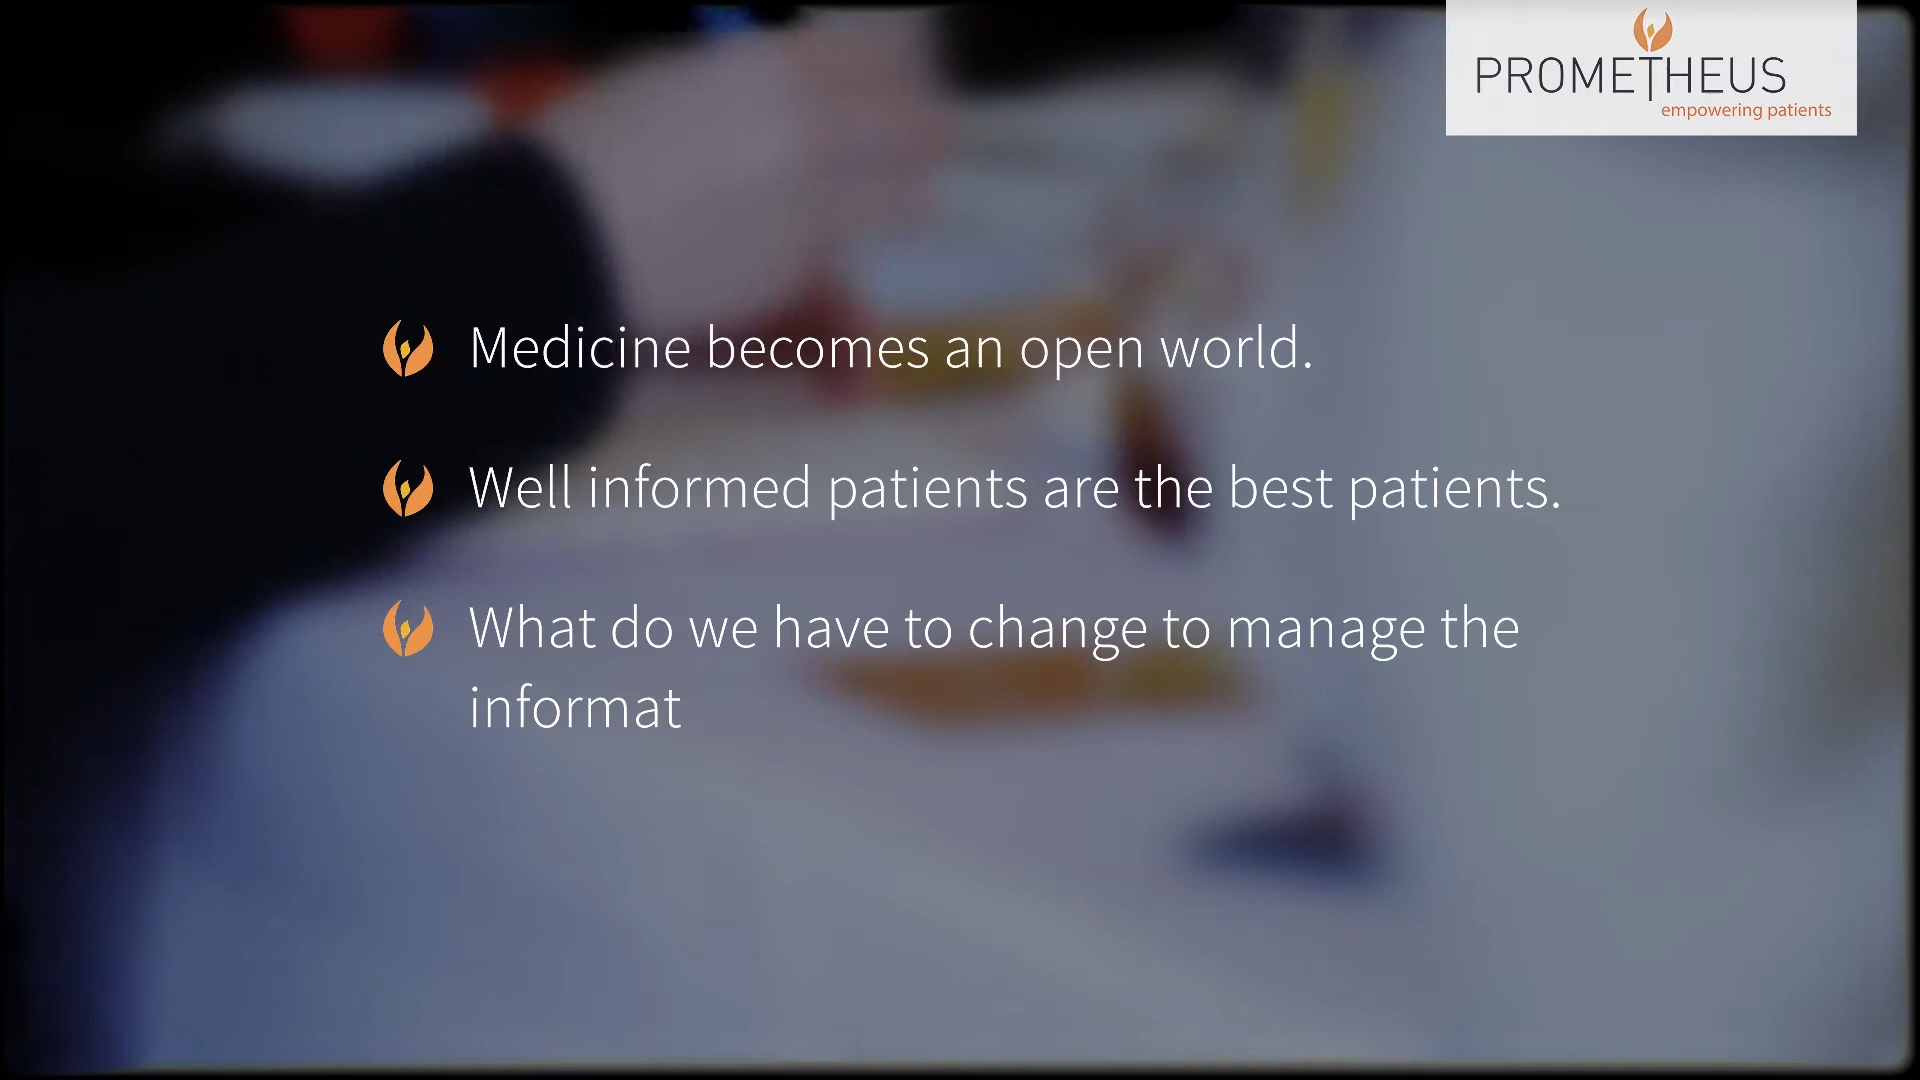 PROMETHEUS
empowering patients
Medicine becomes an open world.
Well informed patients are the best patients.
What do we have to change to manage the
informat